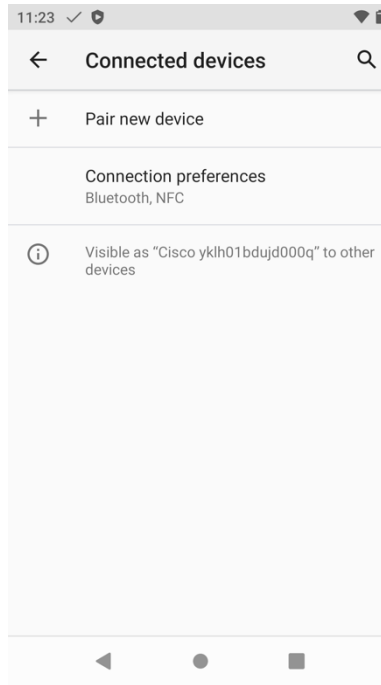 11:23
Connected devices
Pair new device
Connection preferences
Bluetooth, NFC
Visible as “Cisco yklh01bdujd000q” to other
devices